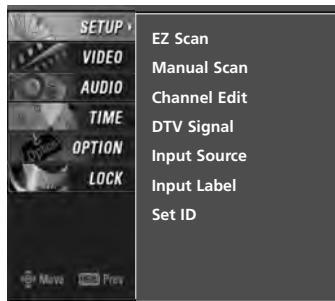 SETUP
VIDEO
AUDIO
TIME
OPTION
LOCK
Move Prev
EZ Scan
Manual Scan
Channel Edit
DTV Signal
Input Source
Input Label
Set ID